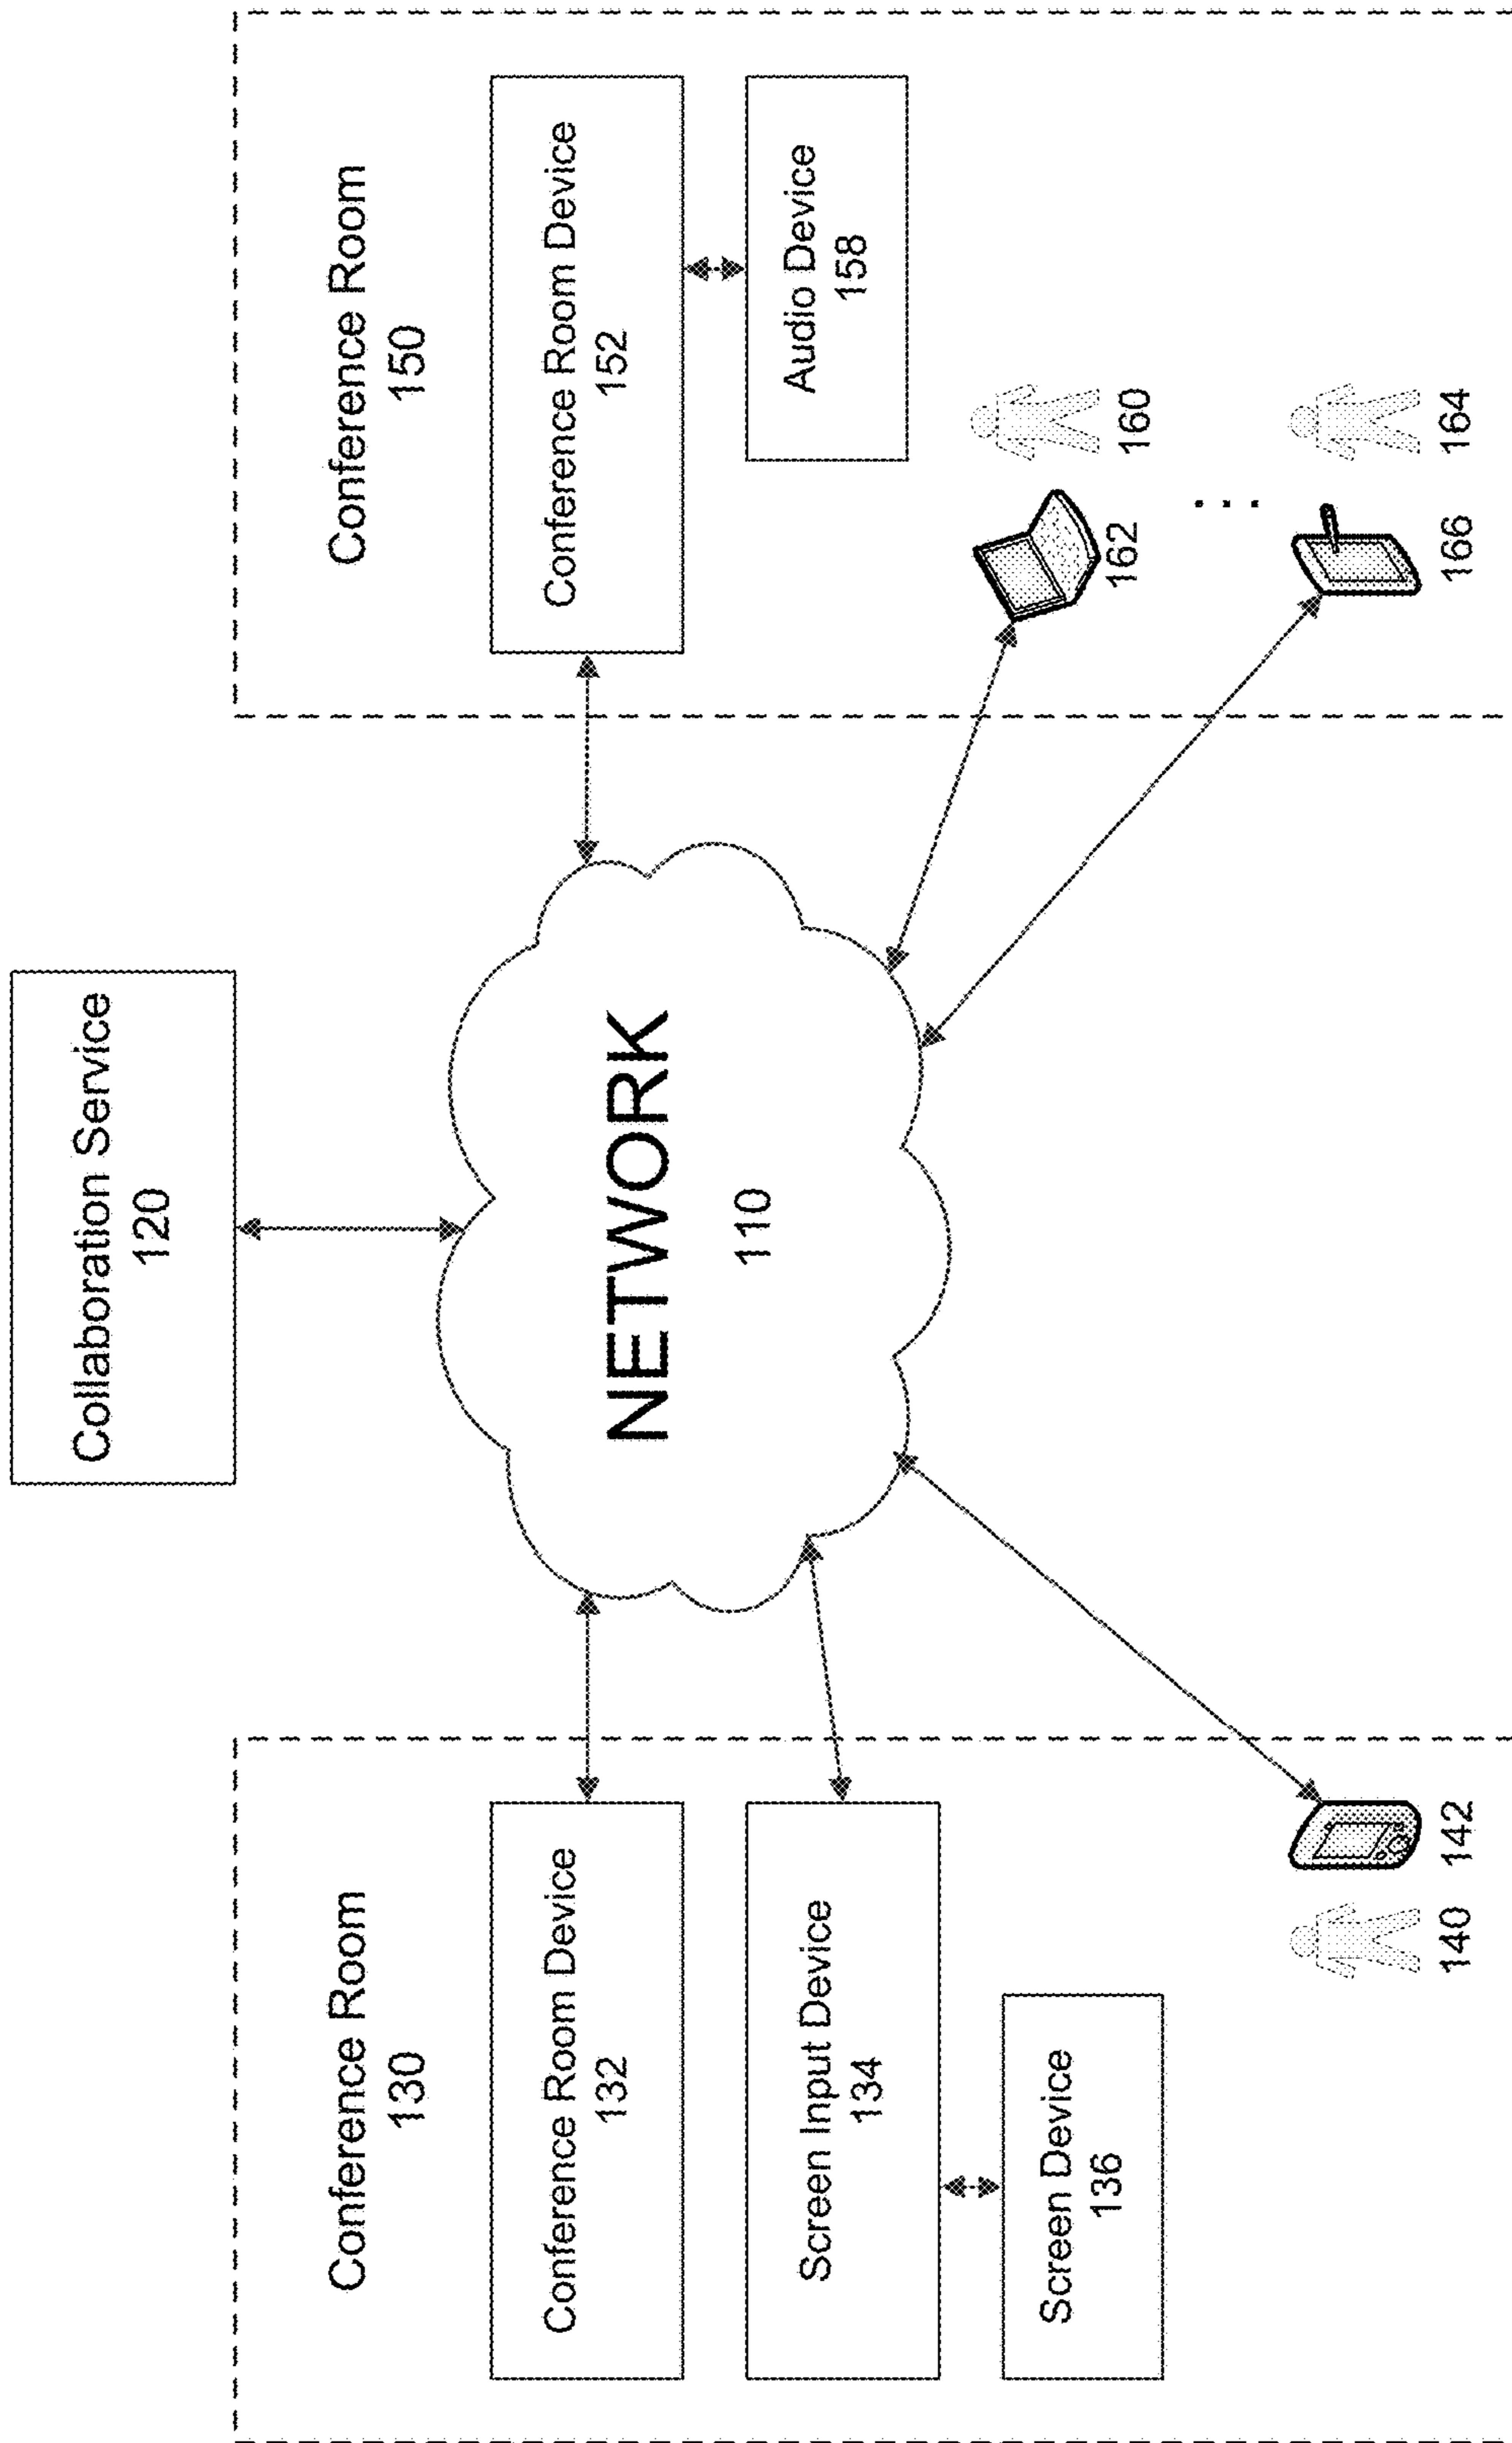 Collaboration Service
120
Conference Room
130
Conference Room Device
132
Screen Input Device
134
Screen Device
136
140
142
NETWORK
110
Conference Room
150
Conference Room Device
152
Audio Device
158
162
160
. . .
166
164